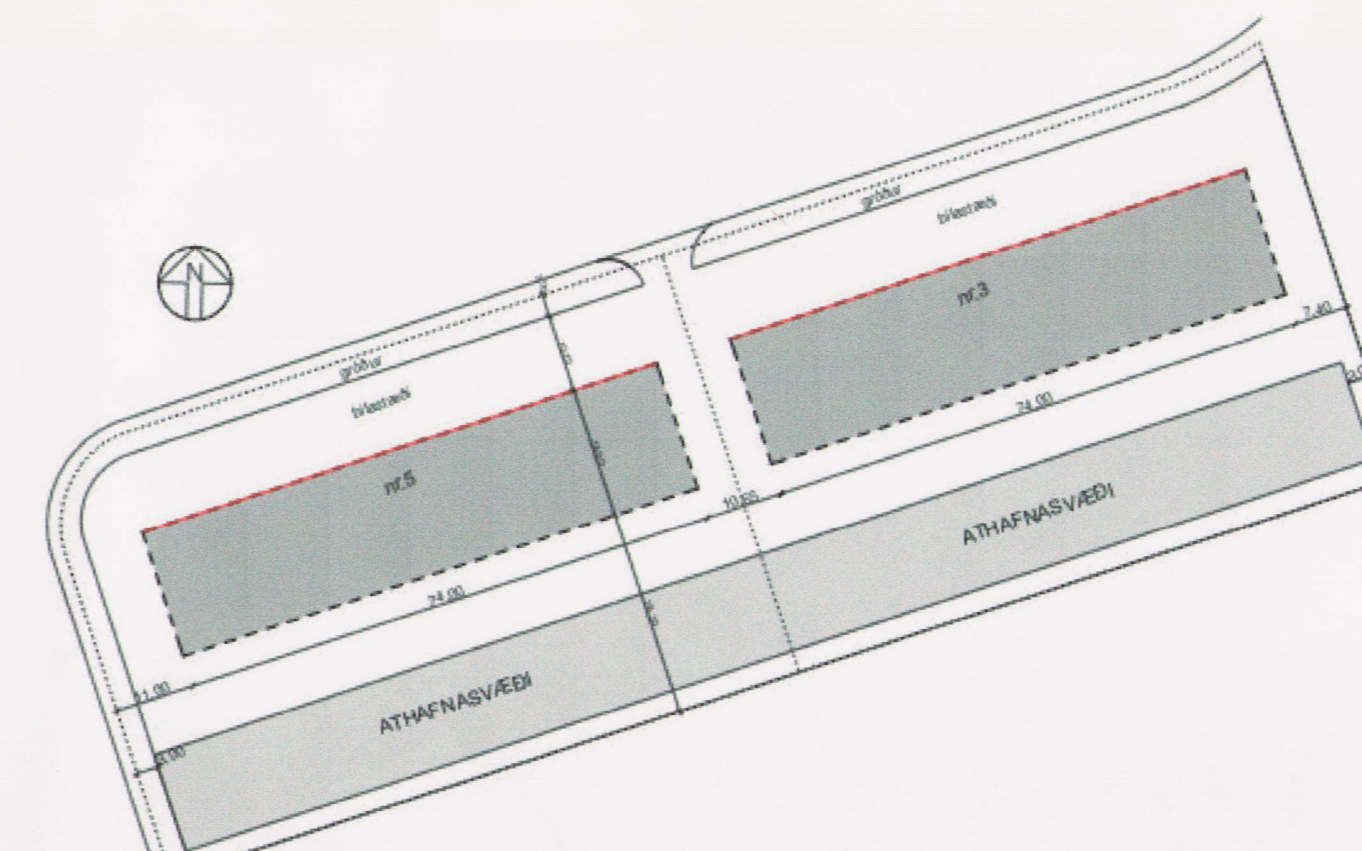 N
gróður
bílastæði
nr.3
7.40
74.00
gróður
bílastæði
nr.5
10.65
ATHAFNASVÆÐI
74.00
11.00
ATHAFNASVÆÐI
3.00